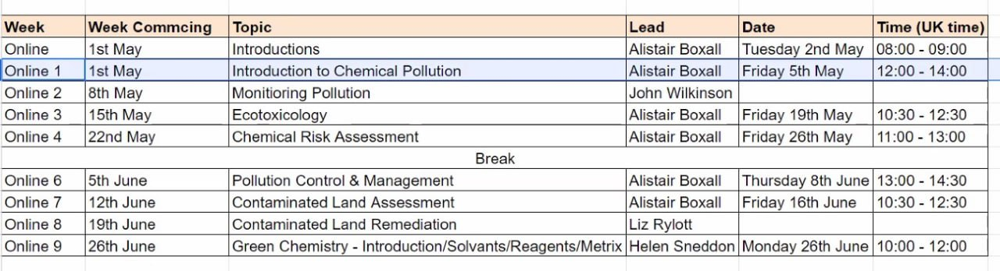 Week Week Commcing Topic Lead Date Time (UK time)
Online 1st May Introductions Alistair Boxall Tuesday 2nd May 08:00 - 09:00
Online 1 1st May Introduction to Chemical Pollution Alistair Boxall Friday 5th May 12:00 - 14:00
Online 2 8th May Monitioring Pollution John Wilkinson
Online 3 15th May Ecotoxicology Alistair Boxall Friday 19th May 10:30 - 12:30
Online 4 22nd May Chemical Risk Assessment Alistair Boxall Friday 26th May 11:00 - 13:00
Break
Online 6 5th June Pollution Control & Management Alistair Boxall Thursday 8th June 13:00 - 14:30
Online 7 12th June Contaminated Land Assessment Alistair Boxall Friday 16th June 10:30 - 12:30
Online 8 19th June Contaminated Land Remediation Liz Rylott
Online 9 26th June Green Chemistry - Introduction/Solvants/Reagents/Metrix Helen Sneddon Monday 26th June 10:00 - 12:00